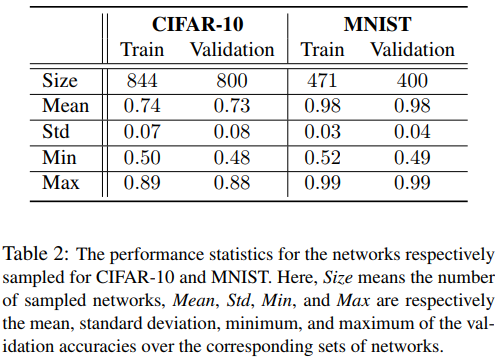 CIFAR-10 MNIST
Train Validation Train Validation
Size 844 800 471 400
Mean 0.74 0.73 0.98 0.98
Std 0.07 0.08 0.03 0.04
Min 0.50 0.48 0.52 0.49
Max 0.89 0.88 0.99 0.99
Table 2: The performance statistics for the networks respectively
sampled for CIFAR-10 and MNIST. Here, Size means the number
of sampled networks, Mean, Std, Min, and Max are respectively
the mean, standard deviation, minimum, and maximum of the val-
idation accuracies over the corresponding sets of networks.